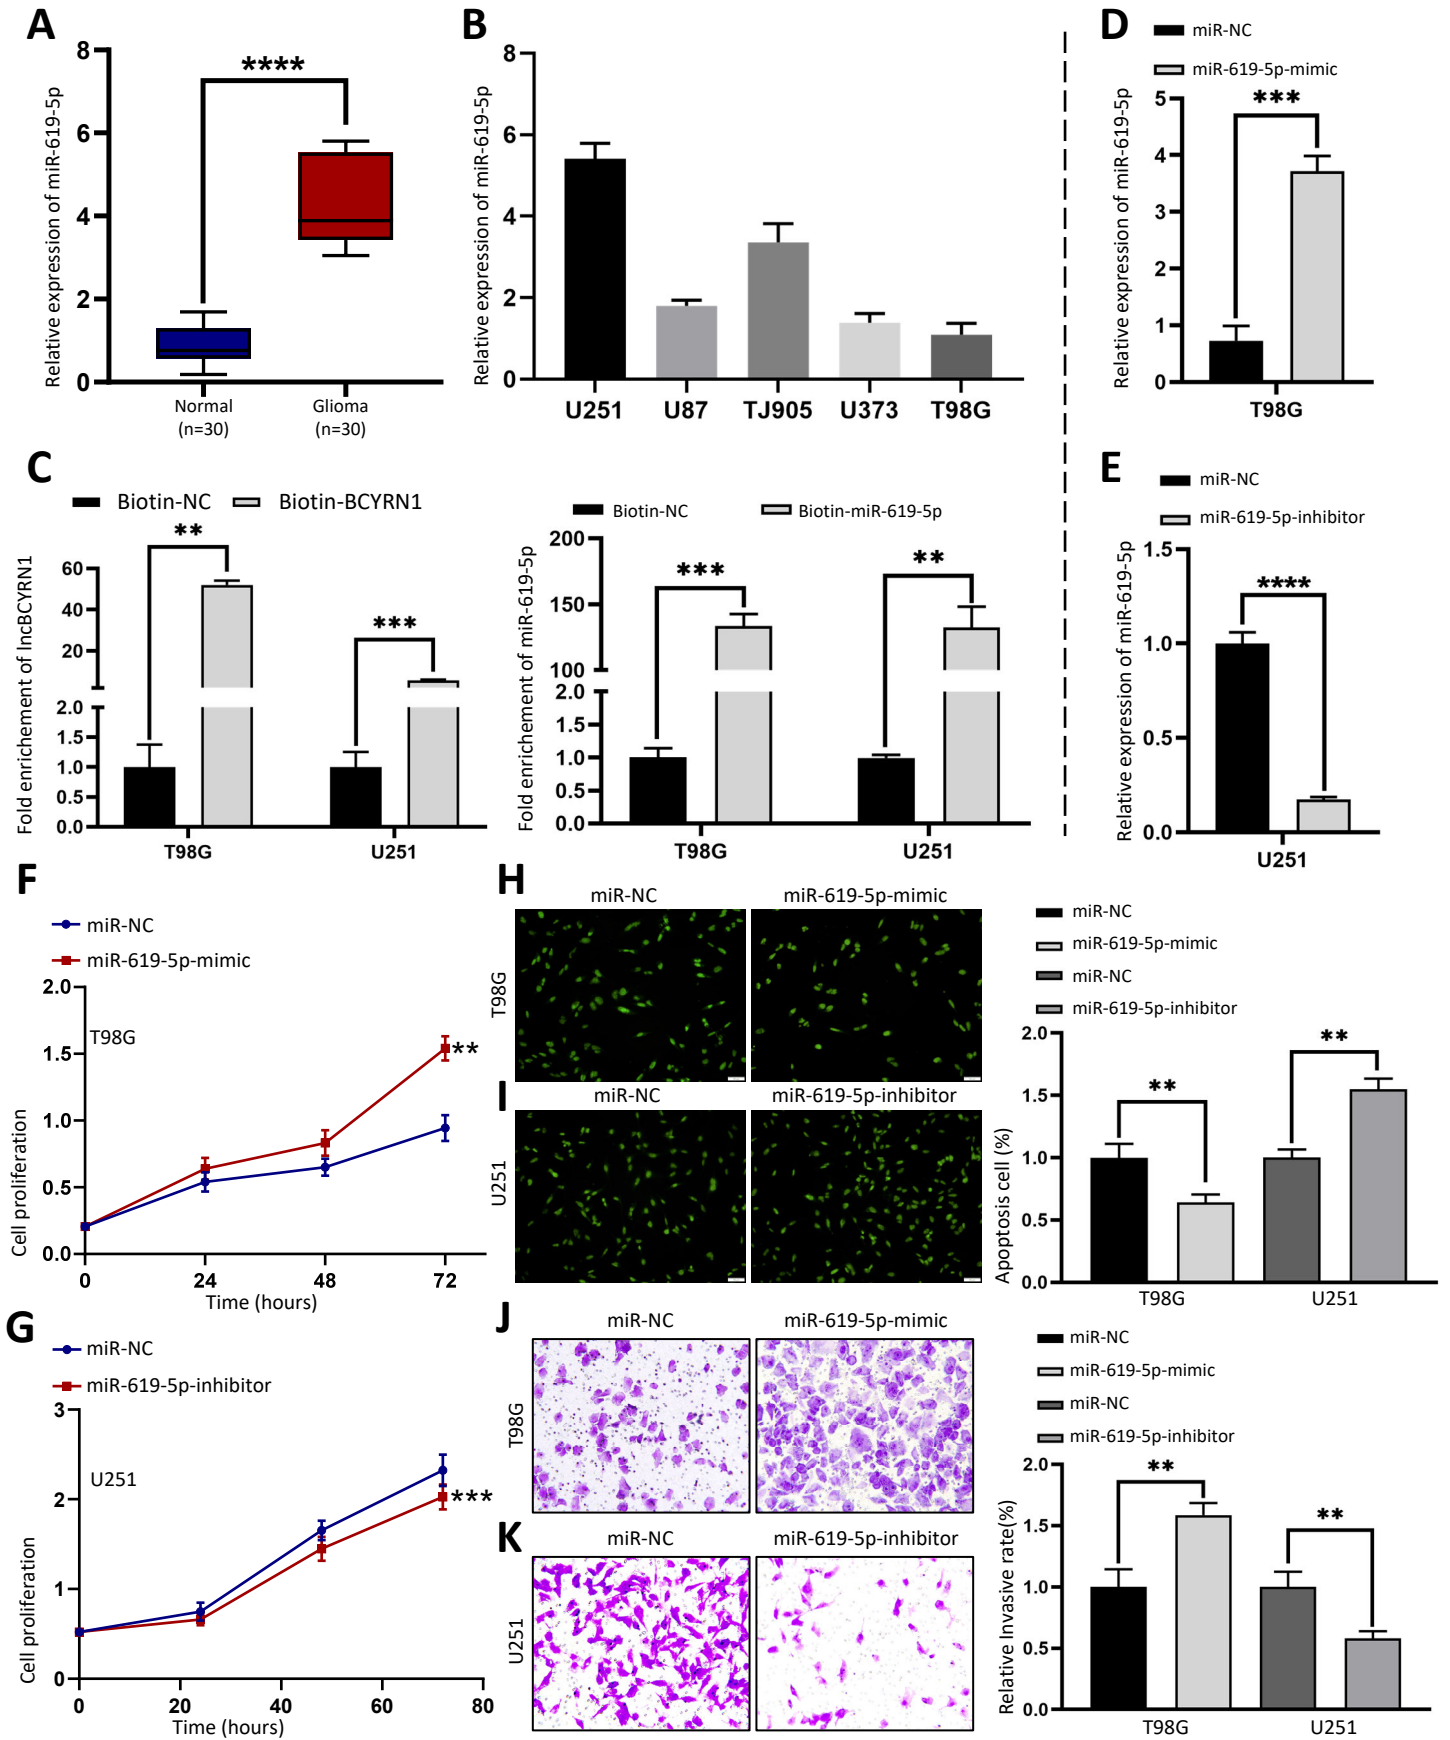 A
Relative expression of miR-619-5p
8
6
4
2
0
****
Normal
(n=30)
Glioma
(n=30)
B
Relative expression of miR-619-5p
8
6
4
2
0
U251 U87 TJ905 U373 T98G
C
Biotin-NC Biotin-BCYRN1
Fold enrichement of lncBCYRN1
60
40
20
2.0
1.5
1.0
0.5
0.0
**
***
T98G U251
Biotin-NC Biotin-miR-619-5p
Fold enrichement of miR-619-5p
200
150
100
2.0
1.5
1.0
0.5
0.0
***
**
T98G U251
D
miR-NC
miR-619-5p-mimic
Relative expression of miR-619-5p
5
4
3
2
1
0
***
T98G
E
miR-NC
miR-619-5p-inhibitor
Relative expression of miR-619-5p
1.5
1.0
0.5
0.0
****
U251
F
miR-NC
miR-619-5p-mimic
Cell proliferation
2.0
1.5
1.0
0.5
0.0
T98G
**
0 24 48 72
Time (hours)
G
miR-NC
miR-619-5p-inhibitor
Cell proliferation
3
2
1
0
U251
***
0 20 40 60 80
Time (hours)
H
miR-NC miR-619-5p-mimic
T98G
I
miR-NC miR-619-5p-inhibitor
U251
miR-NC
miR-619-5p-mimic
miR-NC
miR-619-5p-inhibitor
Apoptosis cell (%)
2.0
1.5
1.0
0.5
0.0
**
**
T98G U251
J
miR-NC miR-619-5p-mimic
T98G
K
miR-NC miR-619-5p-inhibitor
U251
miR-NC
miR-619-5p-mimic
miR-NC
miR-619-5p-inhibitor
Relative Invasive rate(%)
2.0
1.5
1.0
0.5
0.0
**
**
T98G U251